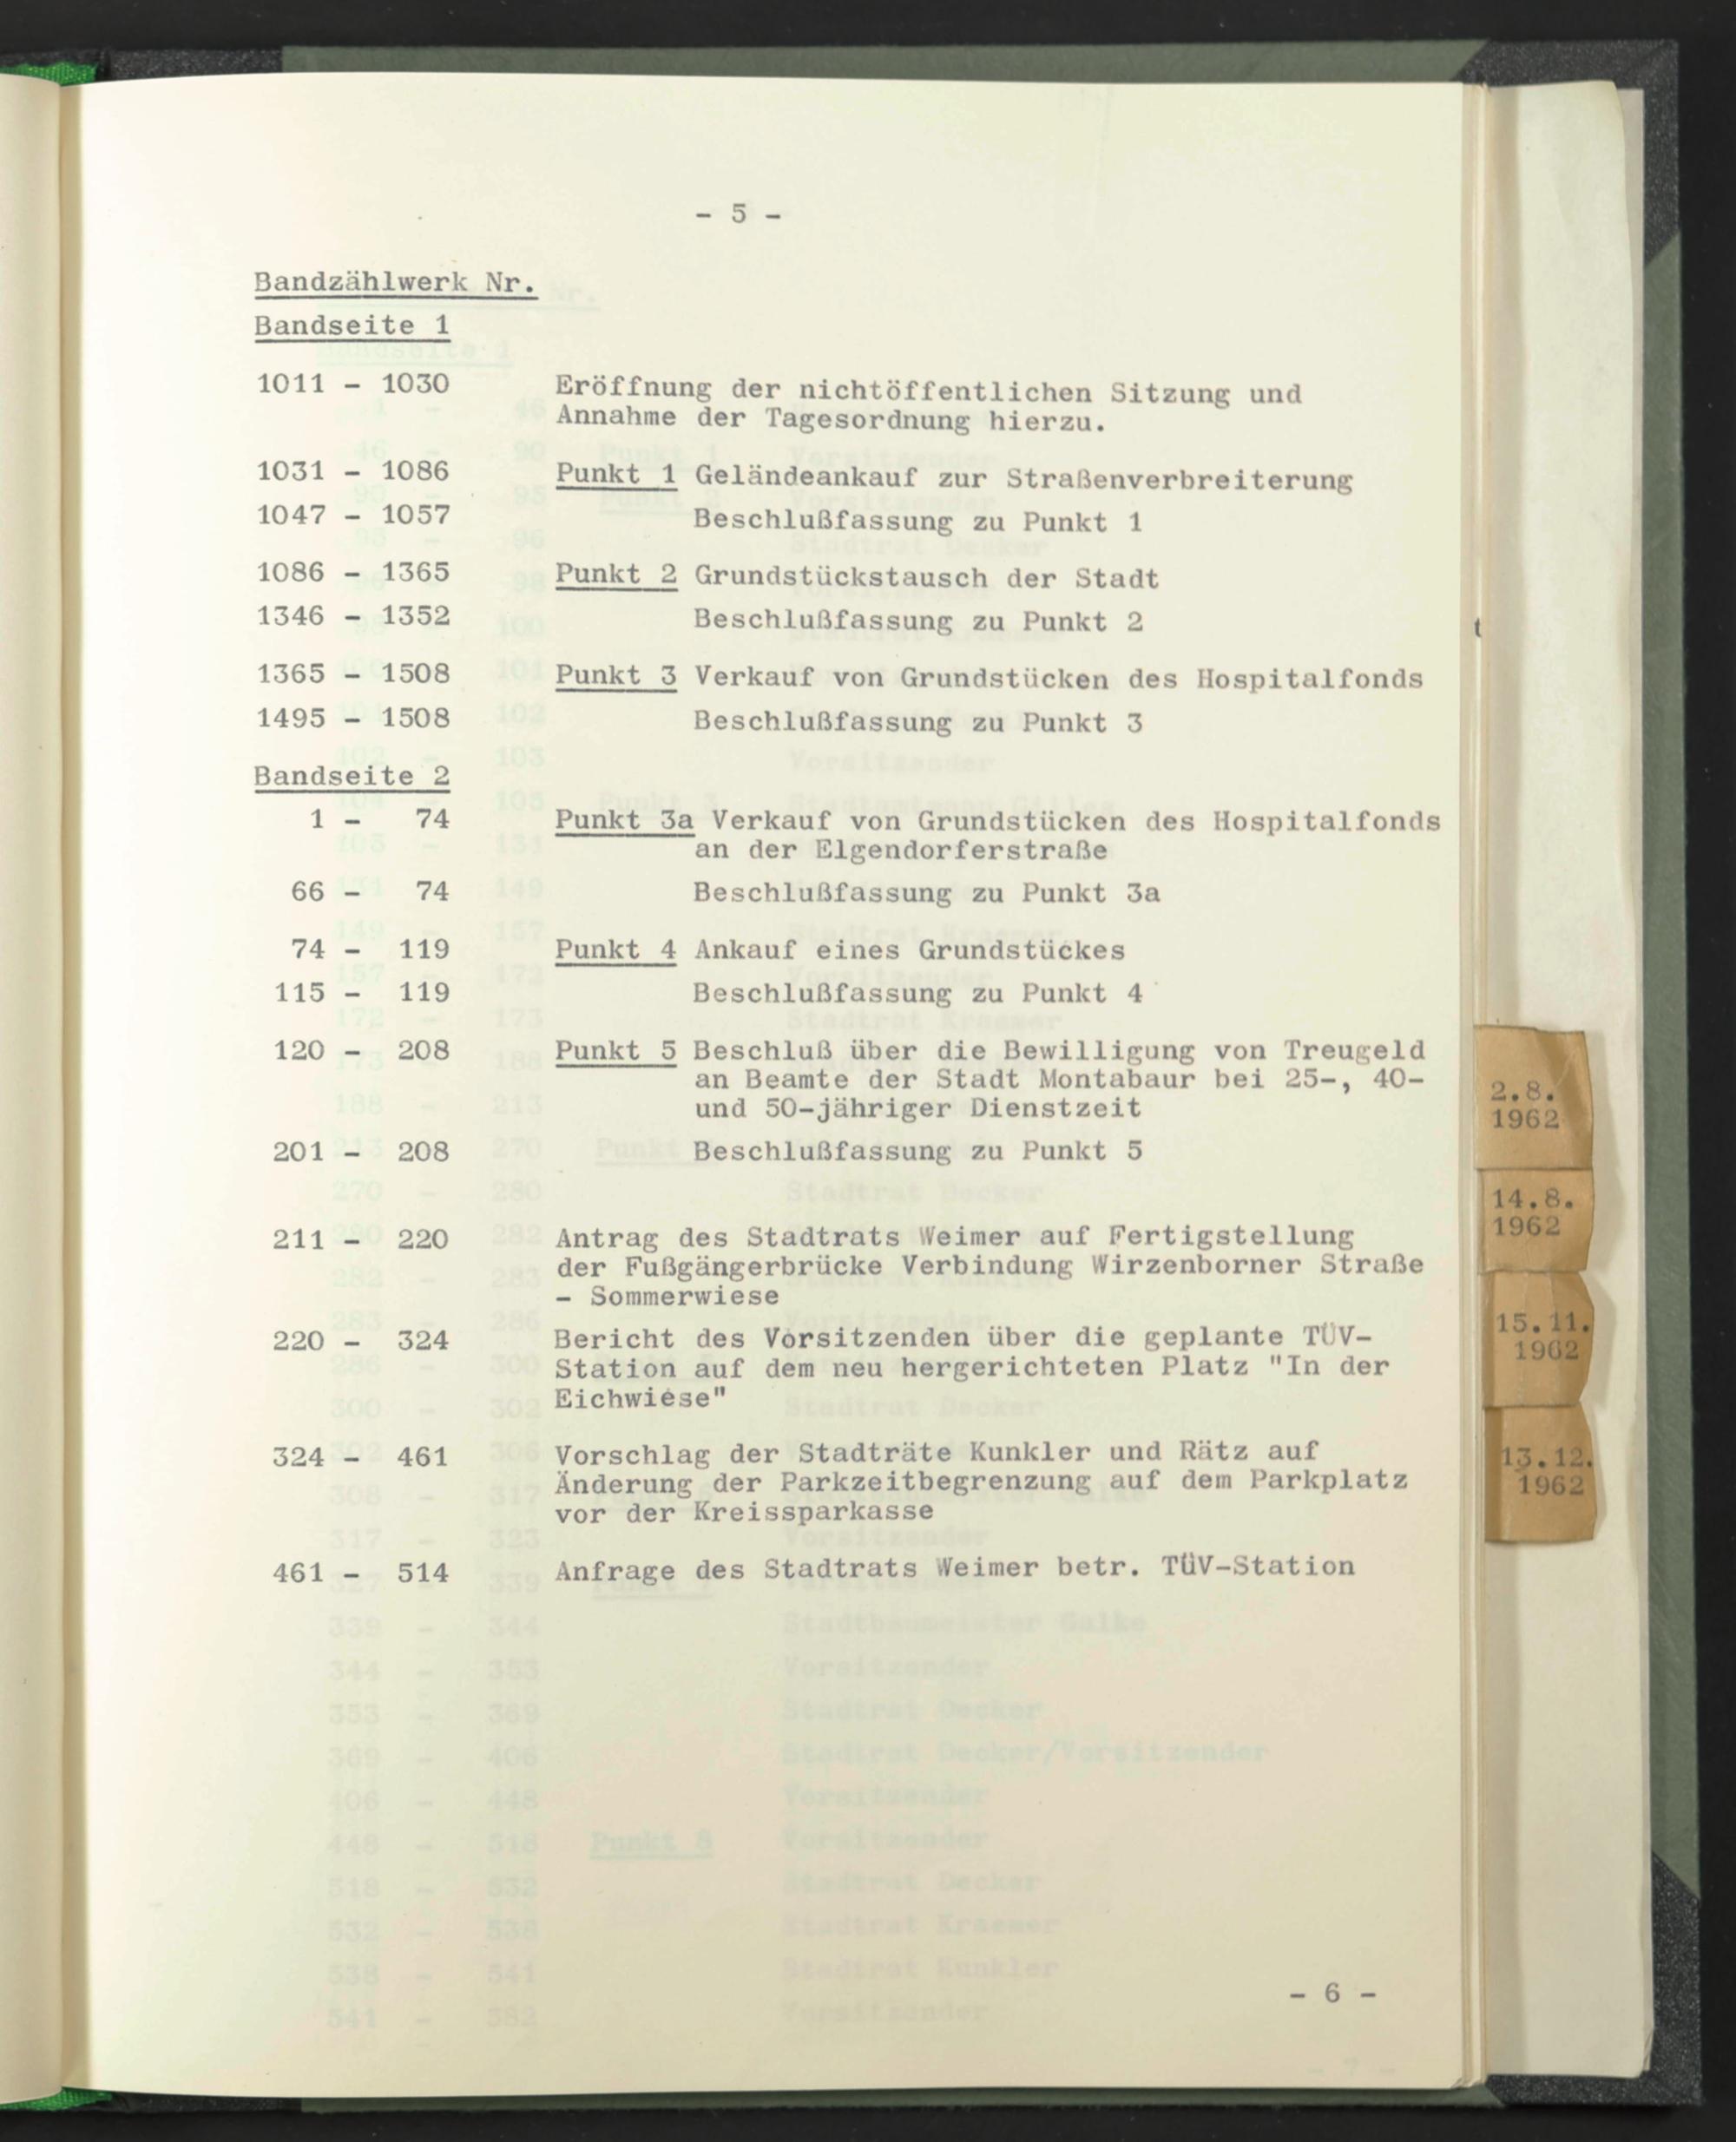 - 5 -
Bandzählwerk Nr.
Bandseite 1
1011 - 1030 Eröffnung der nichtöffentlichen Sitzung und
Annahme der Tagesordnung hierzu.
1031 - 1086 Punkt 1 Geländeankauf zur Straßenverbreiterung
1047 - 1057 Beschlußfassung zu Punkt 1
1086 - 1365 Punkt 2 Grundstückstausch der Stadt
1346 - 1352 Beschlußfassung zu Punkt 2
1365 - 1508 Punkt 3 Verkauf von Grundstücken des Hospitalfonds
1495 - 1508 Beschlußfassung zu Punkt 3
Bandseite 2
1 - 74 Punkt 3a Verkauf von Grundstücken des Hospitalfonds
an der Elgendorferstraße
66 - 74 Beschlußfassung zu Punkt 3a
74 - 119 Punkt 4 Ankauf eines Grundstückes
115 - 119 Beschlußfassung zu Punkt 4
120 - 208 Punkt 5 Beschluß über die Bewilligung von Treugeld
an Beamte der Stadt Montabaur bei 25-, 40-
und 50-jähriger Dienstzeit
201 - 208 Beschlußfassung zu Punkt 5
211 - 220 Antrag des Stadtrats Weimer auf Fertigstellung
der Fußgängerbrücke Verbindung Wirzenborner Straße
- Sommerwiese
220 - 324 Bericht des Vorsitzenden über die geplante TÜV-
Station auf dem neu hergerichteten Platz "In der
Eichwiese"
324 - 461 Vorschlag der Stadträte Kunkler und Rätz auf
Änderung der Parkzeitbegrenzung auf dem Parkplatz
vor der Kreissparkasse
461 - 514 Anfrage des Stadtrats Weimer betr. TÜV-Station
- 6 -
2.8.
1962
14.8.
1962
15.11.
1962
13.12.
1962